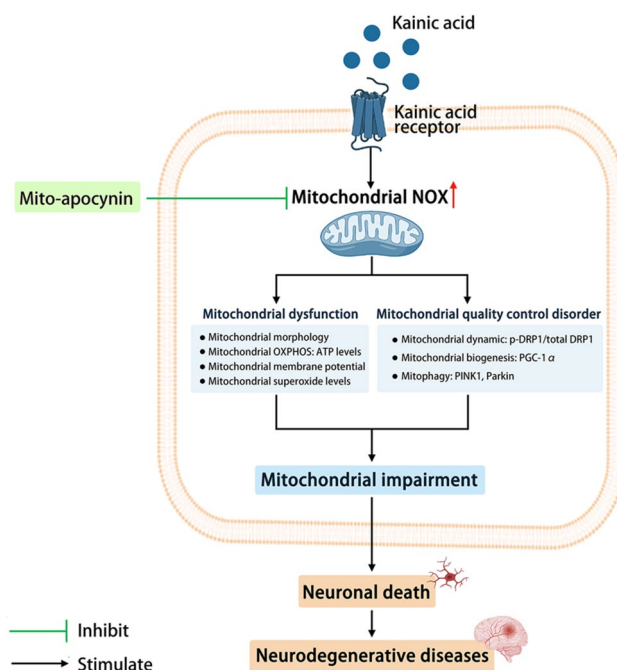 Kainic acid
Kainic acid
receptor
Mito-apocynin
Mitochondrial NOX
Mitochondrial dysfunction
● Mitochondrial morphology
● Mitochondrial OXPHOS: ATP levels
● Mitochondrial membrane potential
● Mitochondrial superoxide levels
Mitochondrial quality control disorder
● Mitochondrial dynamic: p-DRP1/total DRP1
● Mitochondrial biogenesis: PGC-1α
● Mitophagy: PINK1, Parkin
Mitochondrial impairment
Neuronal death
Neurodegenerative diseases
Inhibit
Stimulate